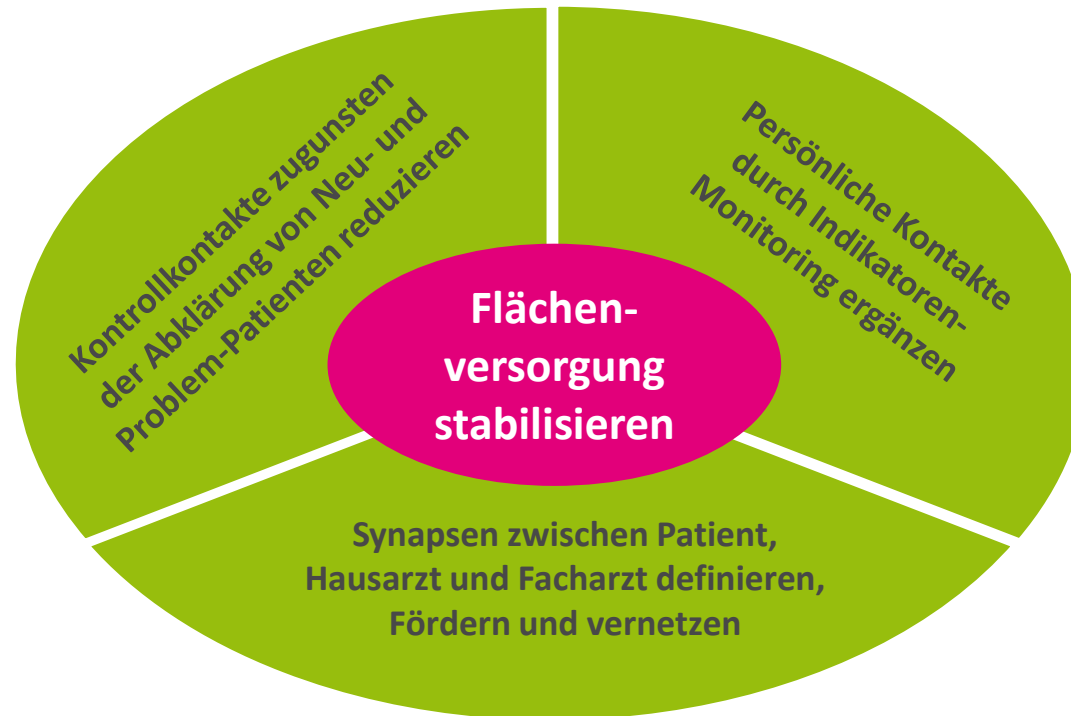 Kontrollkontakte zugunsten
der Abklärung von Neu- und
Problem-Patienten reduzieren
Persönliche Kontakte
durch Indikatoren-
Monitoring ergänzen
Flächen-
versorgung
stabilisieren
Synapsen zwischen Patient,
Hausarzt und Facharzt definieren,
Fördern und vernetzen